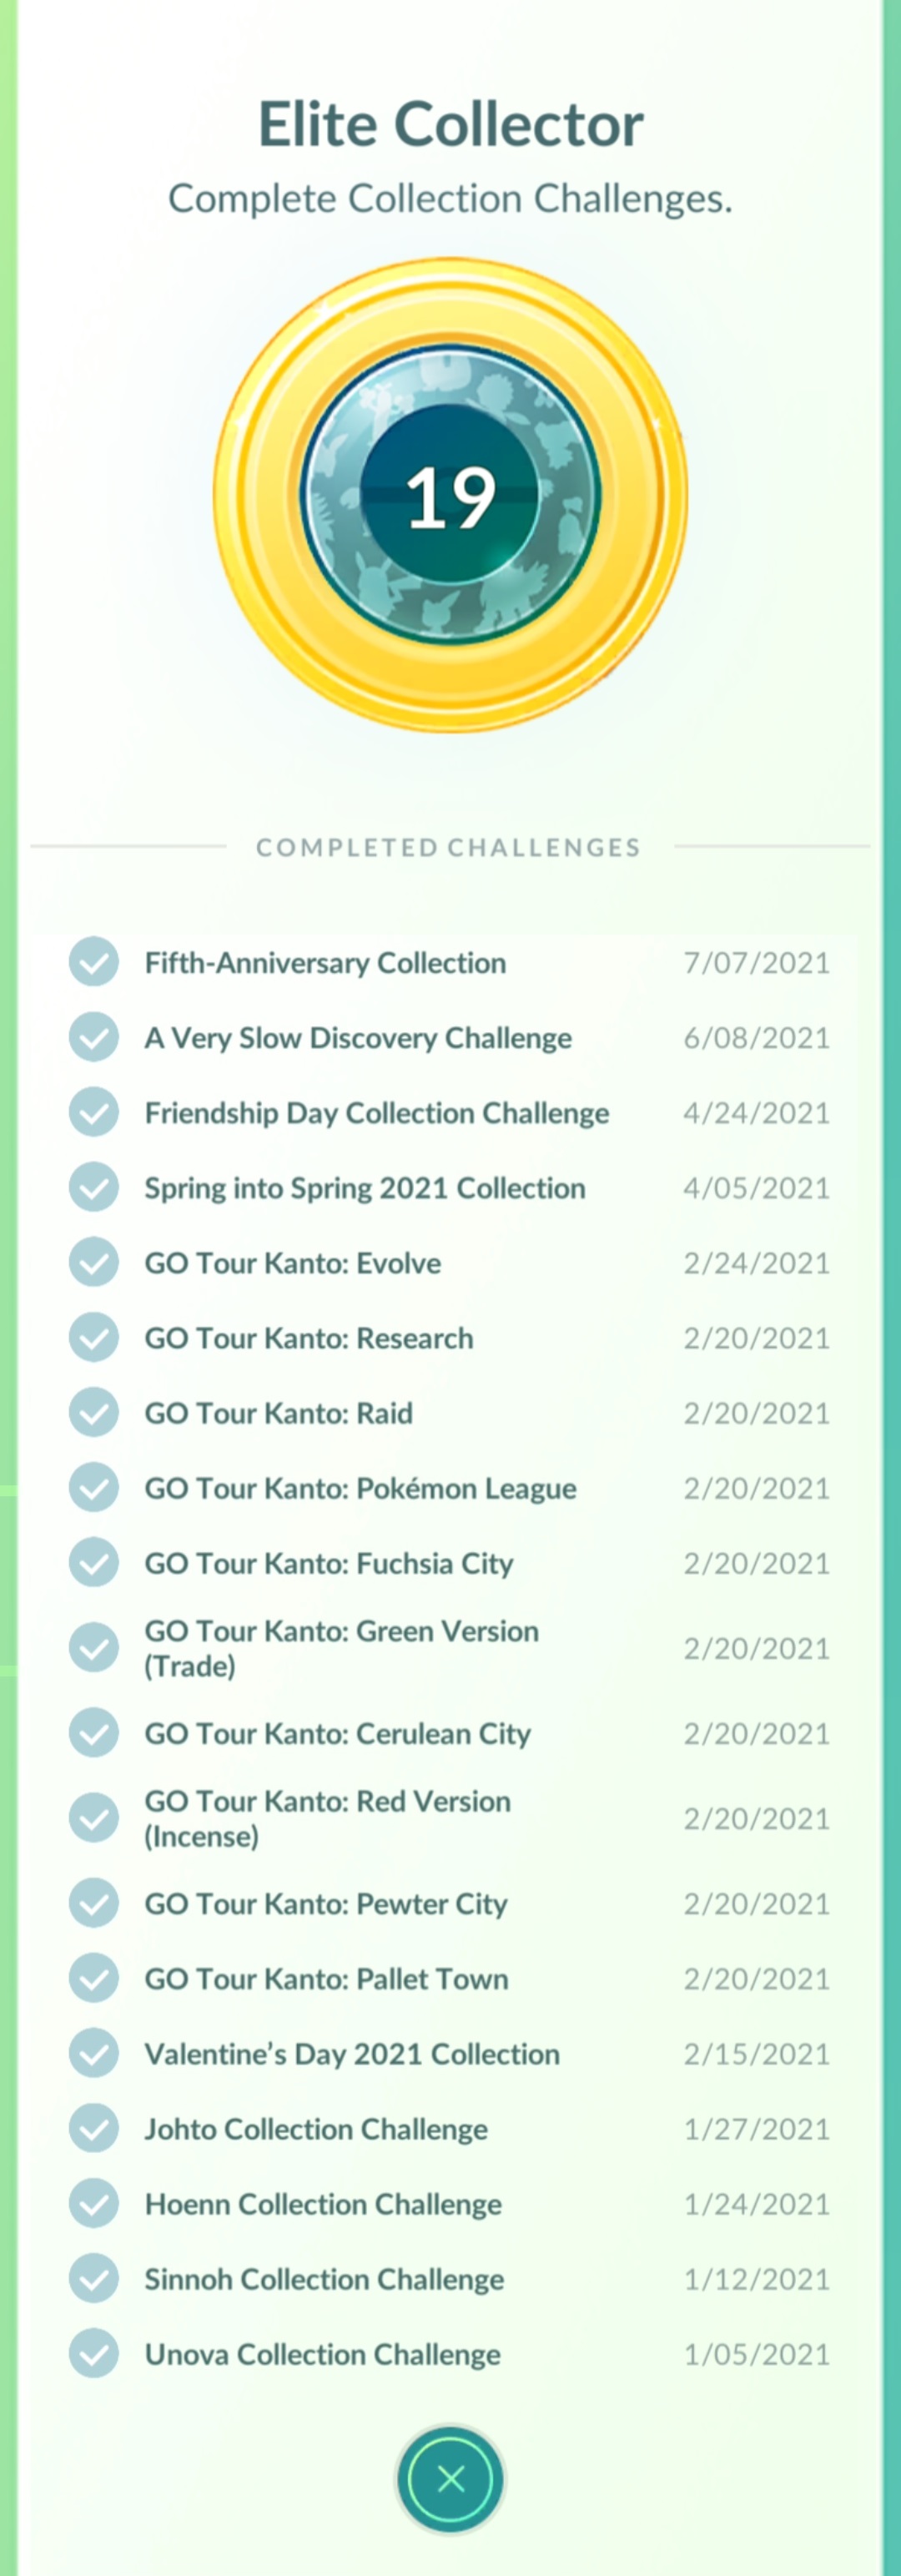 Elite Collector
Complete Collection Challenges.
19
COMPLETED CHALLENGES
Fifth-Anniversary Collection 7/07/2021
A Very Slow Discovery Challenge 6/08/2021
Friendship Day Collection Challenge 4/24/2021
Spring into Spring 2021 Collection 4/05/2021
GO Tour Kanto: Evolve 2/24/2021
GO Tour Kanto: Research 2/20/2021
GO Tour Kanto: Raid 2/20/2021
GO Tour Kanto: Pokémon League 2/20/2021
GO Tour Kanto: Fuchsia City 2/20/2021
GO Tour Kanto: Green Version
(Trade) 2/20/2021
GO Tour Kanto: Cerulean City 2/20/2021
GO Tour Kanto: Red Version
(Incense) 2/20/2021
GO Tour Kanto: Pewter City 2/20/2021
GO Tour Kanto: Pallet Town 2/20/2021
Valentine’s Day 2021 Collection 2/15/2021
Johto Collection Challenge 1/27/2021
Hoenn Collection Challenge 1/24/2021
Sinnoh Collection Challenge 1/12/2021
Unova Collection Challenge 1/05/2021